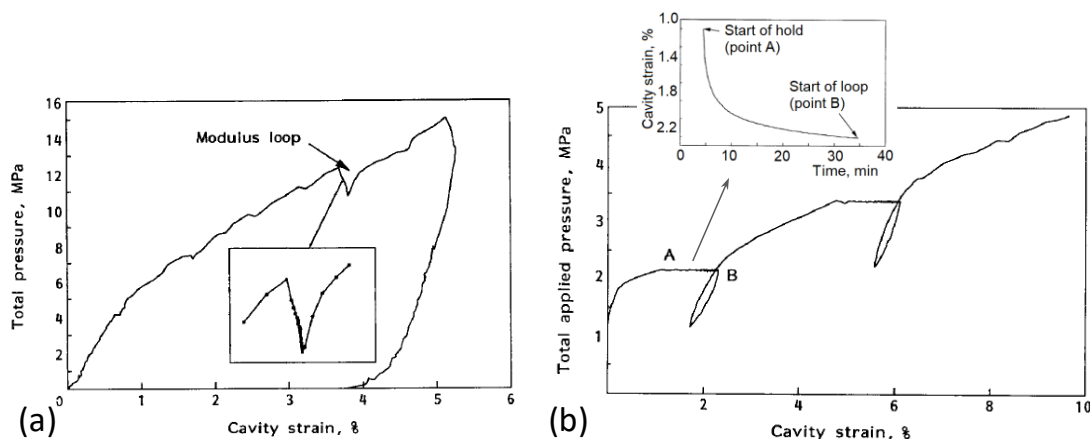 16
14
12
10
8
6
4
2
0
1
2
3
4
5
6
Total pressure, MPa
Cavity strain, %
Modulus loop
(a)
1.0
1.4
1.8
2.2
Cavity strain, %
Start of hold
(point A)
Start of loop
(point B)
0
10
20
30
40
Time, min
5
4
3
2
1
0
2
4
6
8
10
Total applied pressure, MPa
A
B
Cavity strain, %
(b)